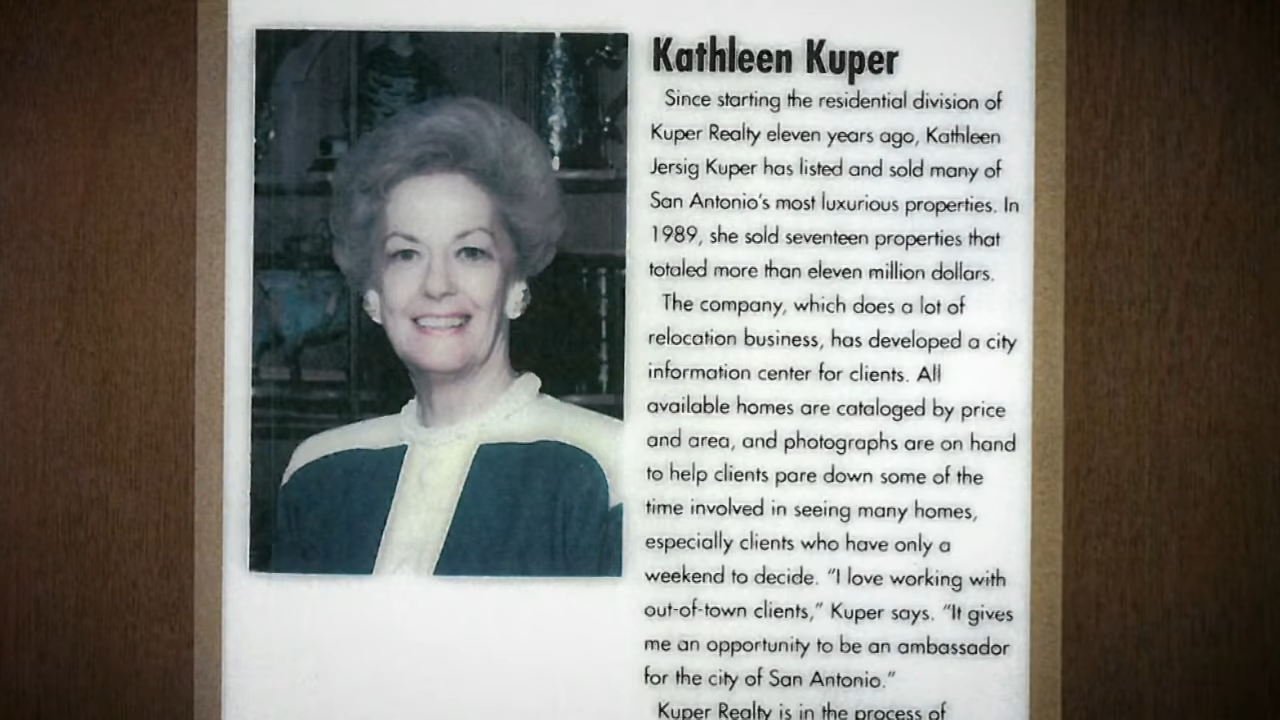 Kathleen Kuper
Since starting the residential division of
Kuper Realty eleven years ago, Kathleen
Jersig Kuper has listed and sold many of
San Antonio's most luxurious properties. In
1989, she sold seventeen properties that
totaled more than eleven million dollars.
The company, which does a lot of
relocation business, has developed a city
information center for clients. All
available homes are cataloged by price
and area, and photographs are on hand
to help clients pare down some of the
time involved in seeing many homes,
especially clients who have only a
weekend to decide. "I love working with
out-of-town clients," Kuper says. "It gives
me an opportunity to be an ambassador
for the city of San Antonio."
Kuper Realty is in the process of